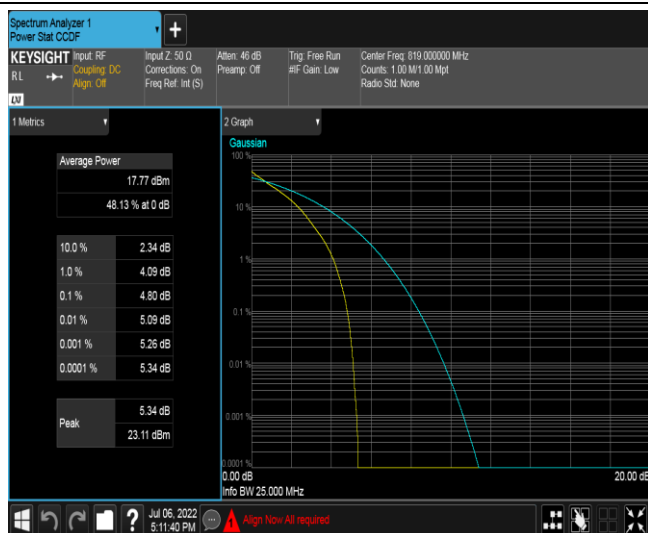 Spectrum Analyzer 1
Power Stat CCDF
+
KEYSIGHT
RL
LXI
Input: RF
Coupling: DC
Align: Off
Input Z: 50 Ω
Corrections: On
Freq Ref: Int (S)
Atten: 46 dB
Preamp: Off
Trig: Free Run
#IF Gain: Low
Center Freq: 819.000000 MHz
Counts: 1.00 M/1.00 Mpt
Radio Std: None
1 Metrics
Average Power
17.77 dBm
48.13 % at 0 dB
10.0 % 2.34 dB
1.0 % 4.09 dB
0.1 % 4.80 dB
0.01 % 5.09 dB
0.001 % 5.26 dB
0.0001 % 5.34 dB
Peak
5.34 dB
23.11 dBm
2 Graph
Gaussian
100 %
10 %
1 %
0.1 %
0.01 %
0.001 %
0.0001 %
0.00 dB 20.00 dB
Info BW 25.000 MHz
?
Jul 06, 2022
5:11:40 PM
Align Now All required